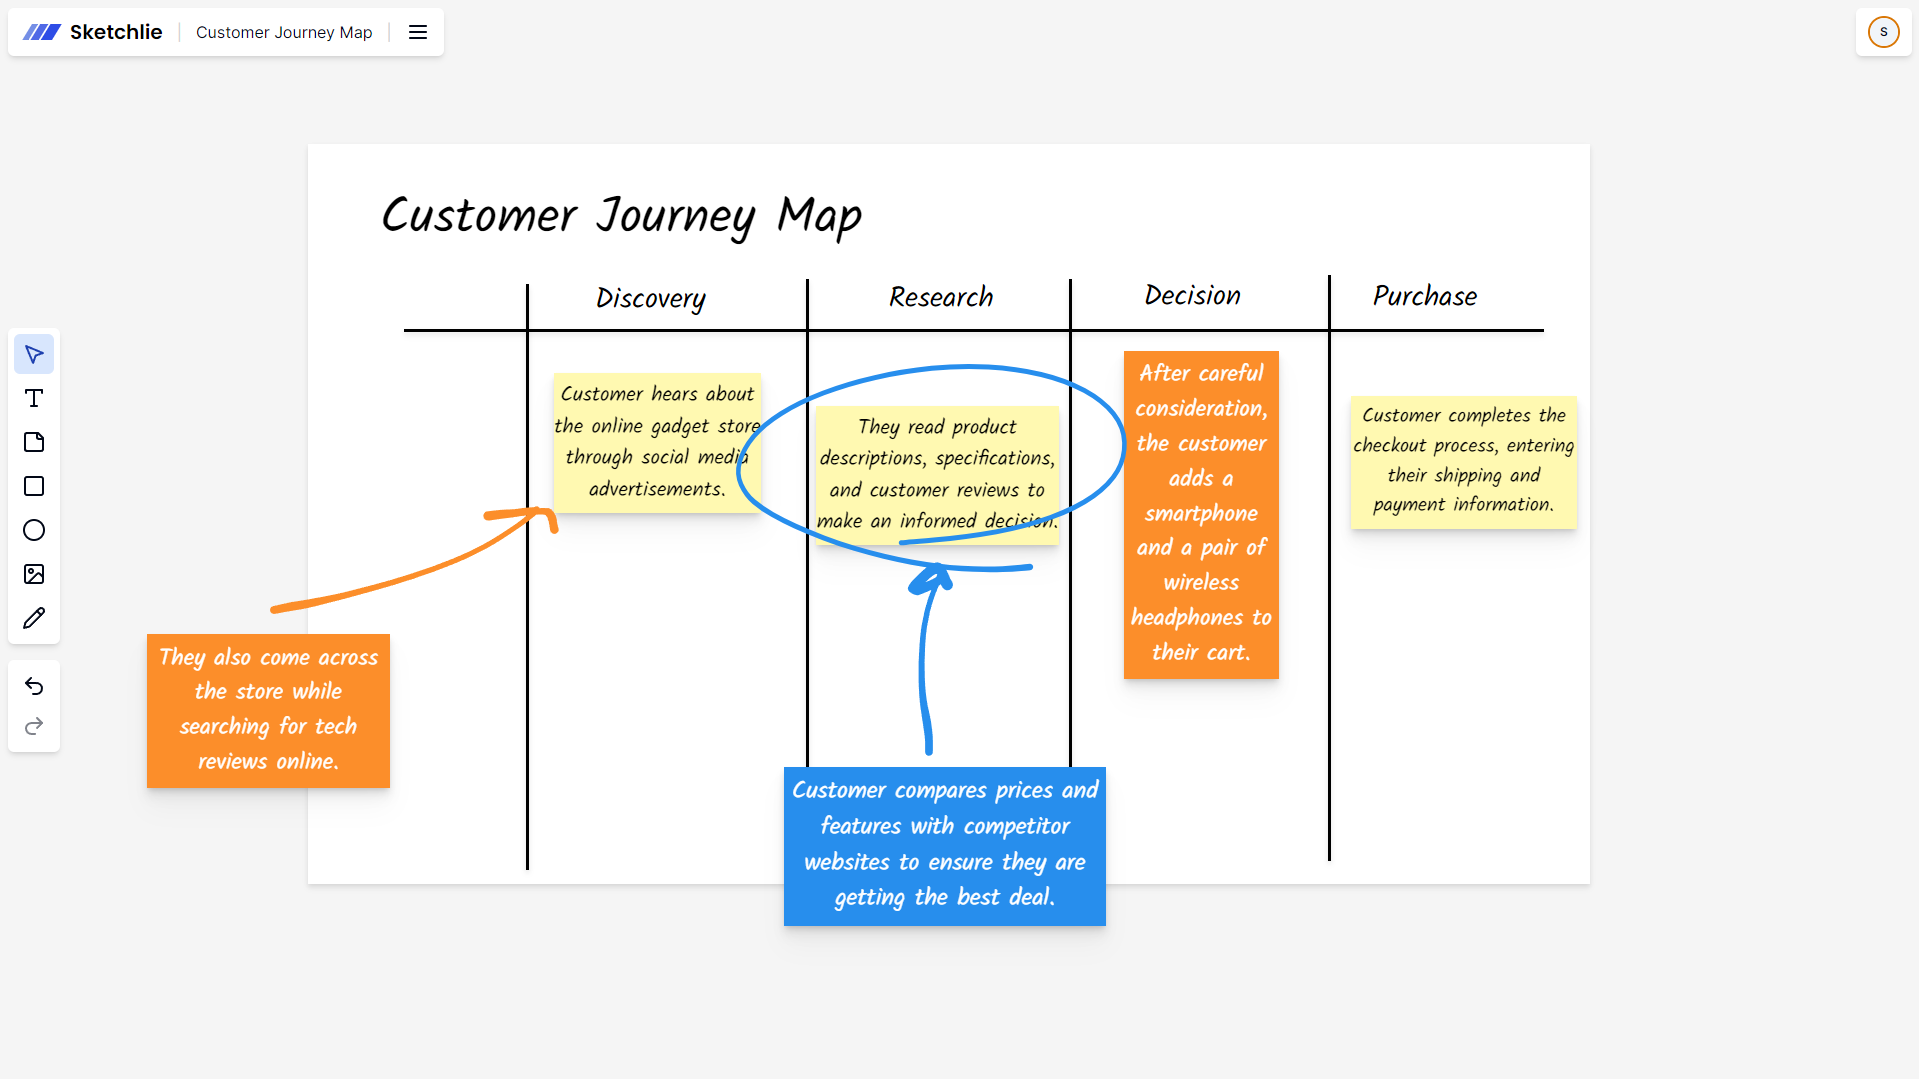 Sketchlie
Customer Journey Map
S
Customer Journey Map
Discovery
Research
Decision
Purchase
Customer hears about
the online gadget store
through social media
advertisements.
They read product
descriptions, specifications,
and customer reviews to
make an informed decision.
After careful
consideration,
the customer
adds a
smartphone
and a pair of
wireless
headphones to
their cart.
Customer completes the
checkout process, entering
their shipping and
payment information.
They also come across
the store while
searching for tech
reviews online.
Customer compares prices and
features with competitor
websites to ensure they are
getting the best deal.